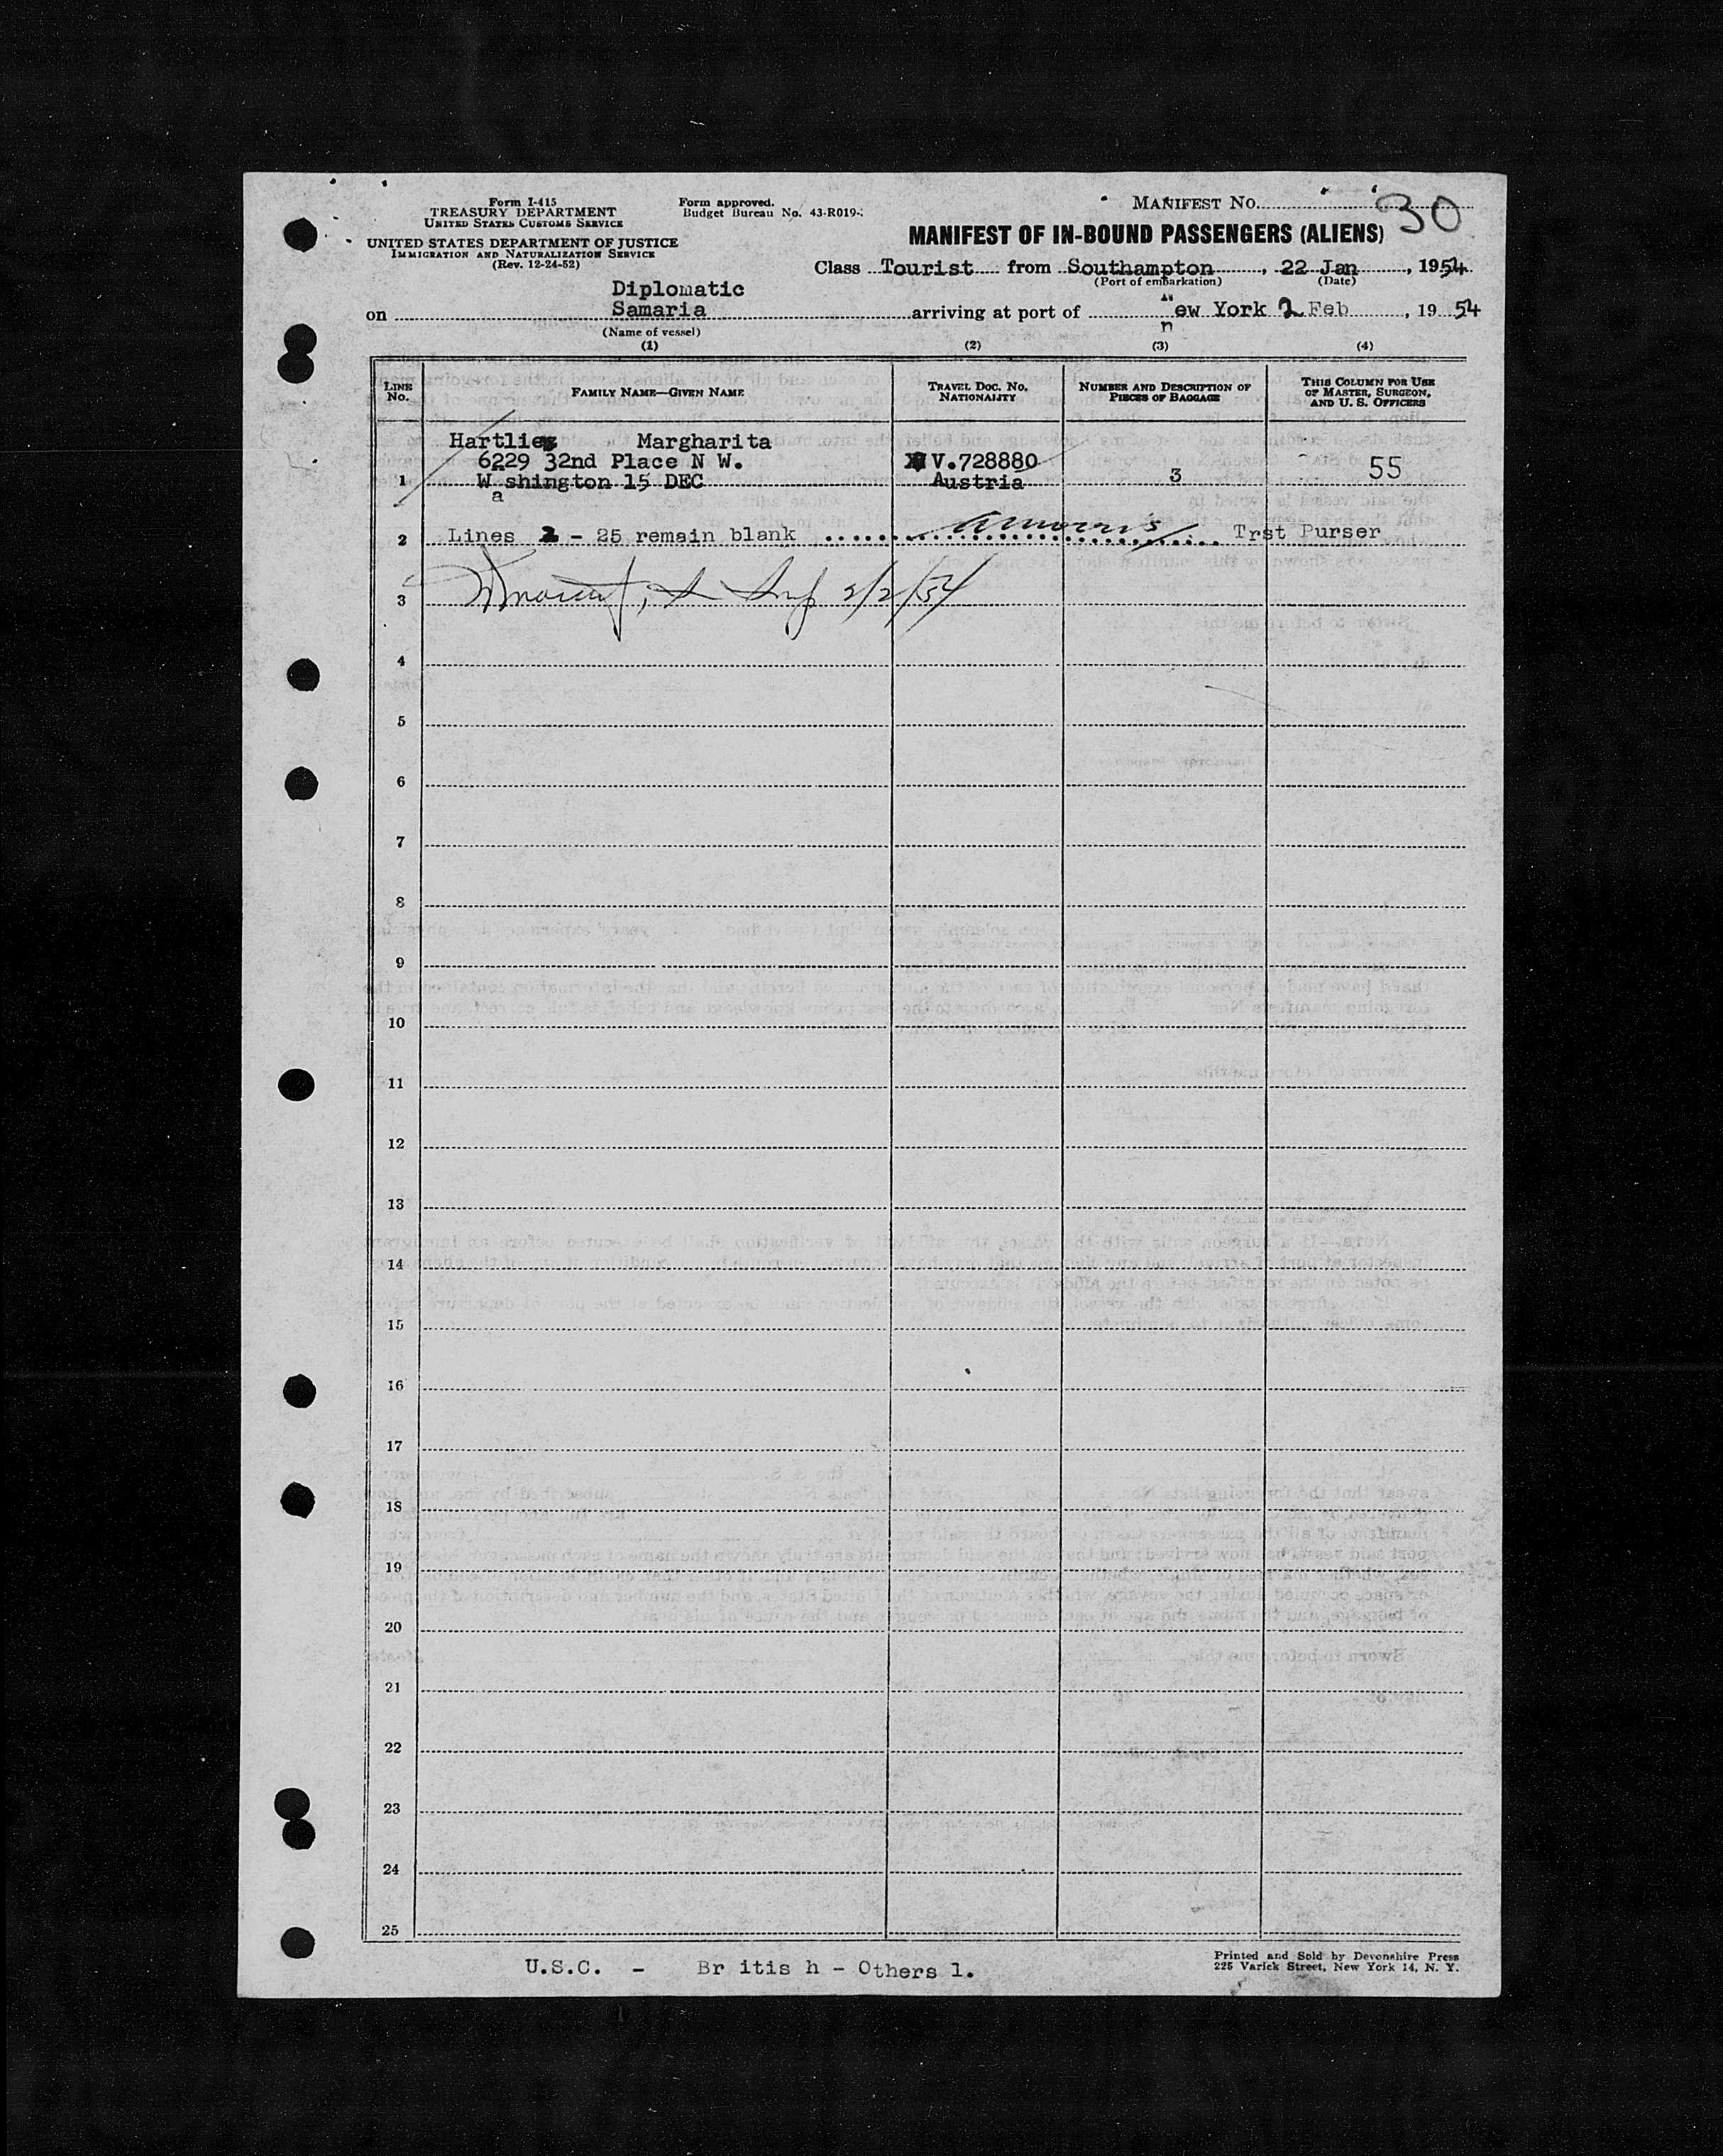 Form I-415
TREASURY DEPARTMENT
UNITED STATES CUSTOMS SERVICE
UNITED STATES DEPARTMENT OF JUSTICE
IMMIGRATION AND NATURALIZATION SERVICE
(Rev. 12-24-52)
Form approved.
Budget Bureau No. 43-R019-
MANIFEST No. 30
MANIFEST OF IN-BOUND PASSENGERS (ALIENS)
Class Tourist from Southampton, 22 Jan, 1954
(Port of embarkation) (Date)
Diplomatic
on Samaria arriving at port of ew York 2 Feb, 19 54
n
(Name of vessel)
(1) (2) (3) (4)
LINE No. FAMILY NAME—GIVEN NAME TRAVEL DOC. NO. NATIONALITY NUMBER AND DESCRIPTION OF PIECES OF BAGGAGE THIS COLUMN FOR USE OF MASTER, SURGEON, AND U. S. OFFICERS
Margharita
6229 32nd Place N W. V.728880
1 W shington 15 DEC Austria 3 55
a
2 Lines 2 - 25 remain blank Trst Purser
3 2/2/54
4
5
6
7
8
9
10
11
12
13
14
15
16
17
18
19
20
21
22
23
24
25
U.S.C. - Br itis h - Others 1.
Printed and Sold by Devonshire Press
225 Varick Street, New York 14, N. Y.